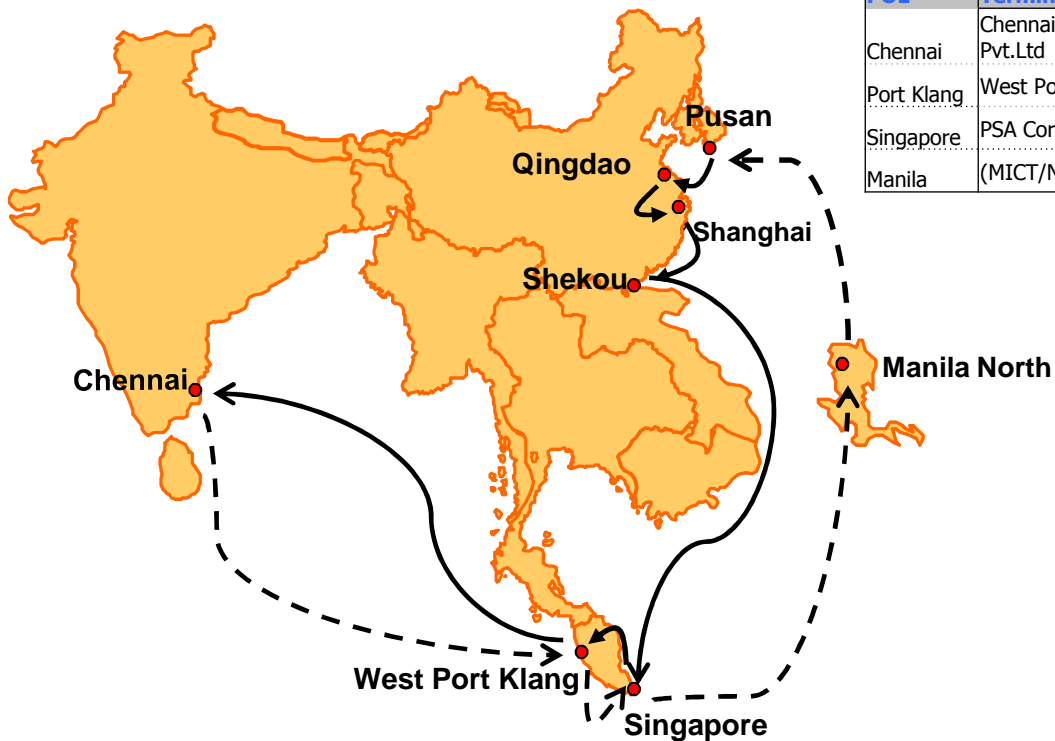 Chennai
Pvt.Ltd
Chennai
Port Klang
Singapore
Manila
(MICT/
Pusan
Qingdao
Shanghai
Shekou
Chennai
Manila North
West Port Klang
Singapore